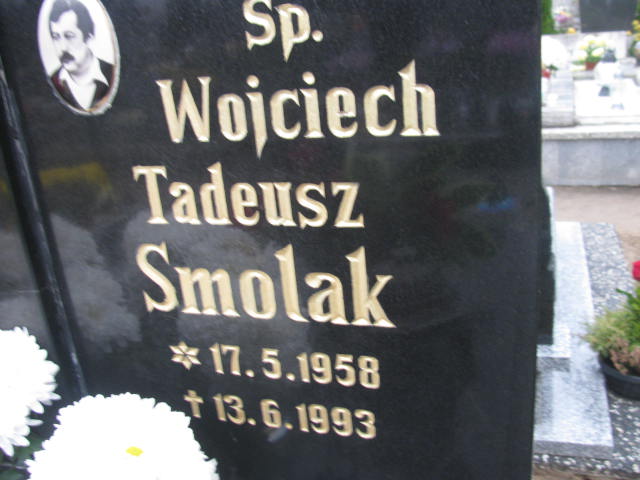 Sp.
Wojciech
Tadeusz
Smolak
* 17.5.1958
† 13.6.1993